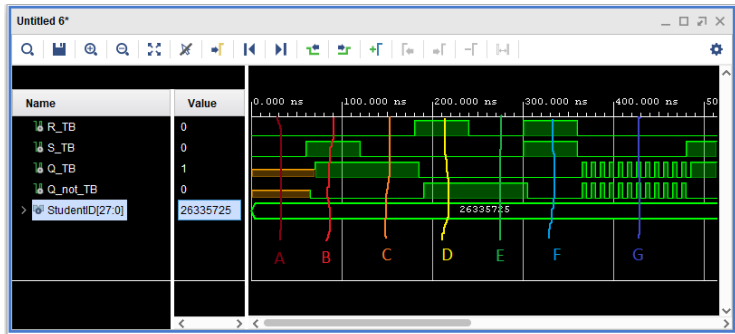 Untitled 6*
Name Value
0.000 ns 100.000 ns 200.000 ns 300.000 ns 400.000 ns 50
R_TB 0
S_TB 0
Q_TB 1
Q_not_TB 0
StudentID[27:0] 26335725 26335725
A B C D E F G